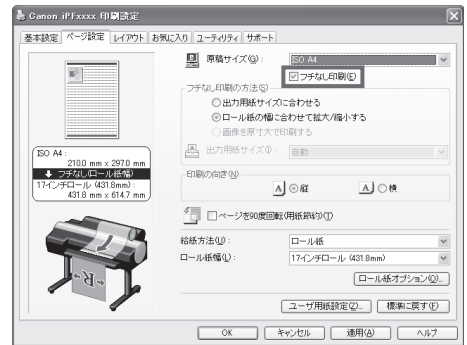 Canon iPFxxxx 印刷設定
基本設定 ページ設定 レイアウト お気に入り ユーティリティ サポート
原稿サイズ(Q): ISO A4
フチなし印刷(F)
フチなし印刷の方法(S)
出力用紙サイズに合わせる
ロール紙の幅に合わせて拡大/縮小する
画像を原寸大で印刷する
出力用紙サイズ: 自動
印刷の向き(N)
A 縦 A 横
ページを90度回転(用紙節約)(T)
給紙方法(U): ロール紙
ロール紙幅(L): 17インチロール (431.8mm)
ロール紙オプション(O)...
ユーザ用紙設定(Z)... 標準に戻す(F)
ISO A4 :
210.0 mm x 297.0 mm
フチなし(ロール紙幅)
17インチロール (431.8mm) :
431.8 mm x 614.7 mm
R
OK キャンセル 適用(A) ヘルプ